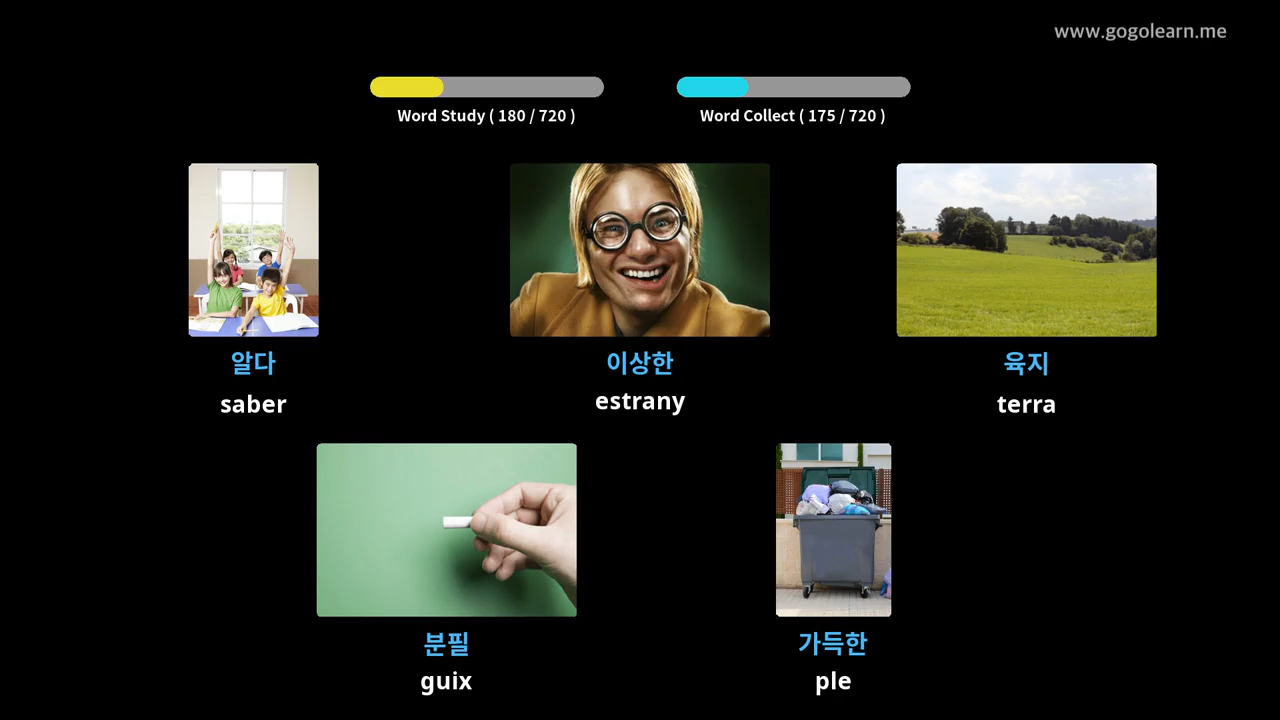 www.gogolearn.me
Word Study ( 180 / 720 )
Word Collect ( 175 / 720 )
알다
saber
이상한
estrany
육지
terra
분필
guix
가득한
ple